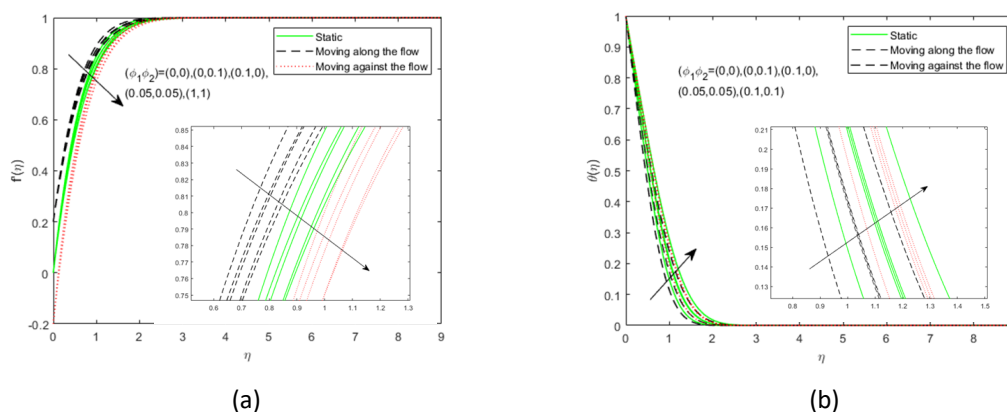 1
0.8
0.6
0.4
0.2
0
-0.2
f'(η)
Static
Moving along the flow
Moving against the flow
(ϕ₁ϕ₂)=(0,0),(0,0.1),(0.1,0),
(0.05,0.05),(1,1)
0.85
0.84
0.83
0.82
0.81
0.8
0.79
0.78
0.77
0.76
0.75
0.6 0.7 0.8 0.9 1 1.1 1.2 1.3
0 1 2 3 4 5 6 7 8 9
η
(a)
1
0.9
0.8
0.7
0.6
0.5
0.4
0.3
0.2
0.1
0
θ(η)
Static
Moving along the flow
Moving against the flow
(ϕ₁ϕ₂=(0,0),(0,0.1),(0.1,0),
(0.05,0.05),(0.1,0.1)
0.21
0.2
0.19
0.18
0.17
0.16
0.15
0.14
0.13
0.8 0.9 1 1.1 1.2 1.3 1.4 1.5
0 1 2 3 4 5 6 7 8
η
(b)